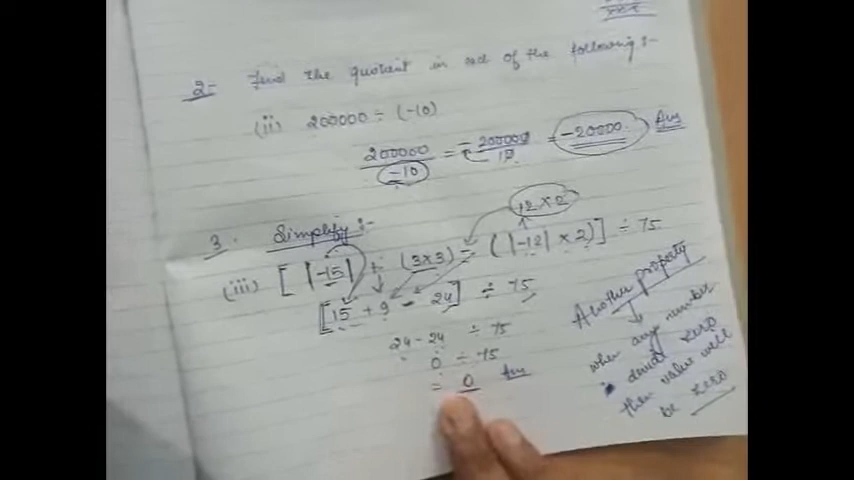 2:- find the quotient in each of the following :-
(ii) 200000 ÷ (-10)
200000 / -10 = -200000 / 10 = -20000. Ans
12 × 2
3. Simplify :-
(iii) [ |-15| + (3×3) - ( |-12| × 2)] ÷ 75
[15 + 9 - 24] ÷ 75
24 - 24 ÷ 75
0 ÷ 75
= 0 Ans
Another property
when any number
devide zero
then value will
be zero